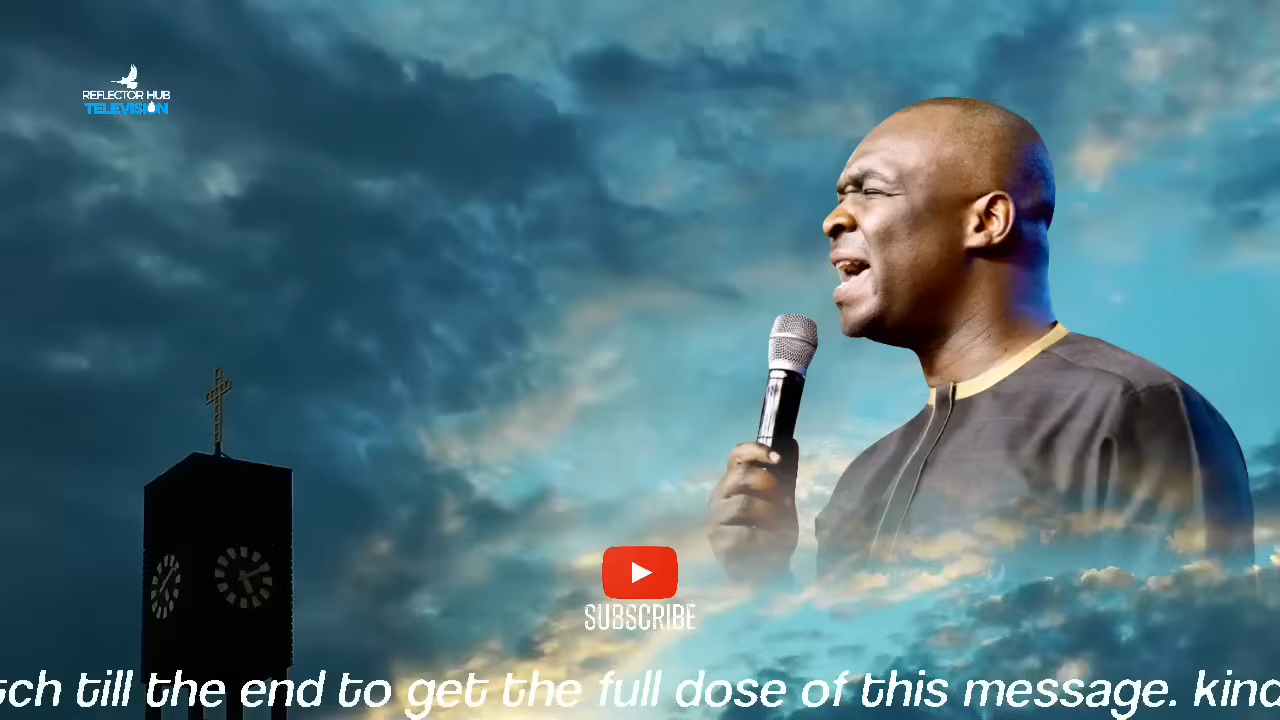 REFLECTOR HUB
TELEVISION
SUBSCRIBE
till the end to get the full dose of this message.